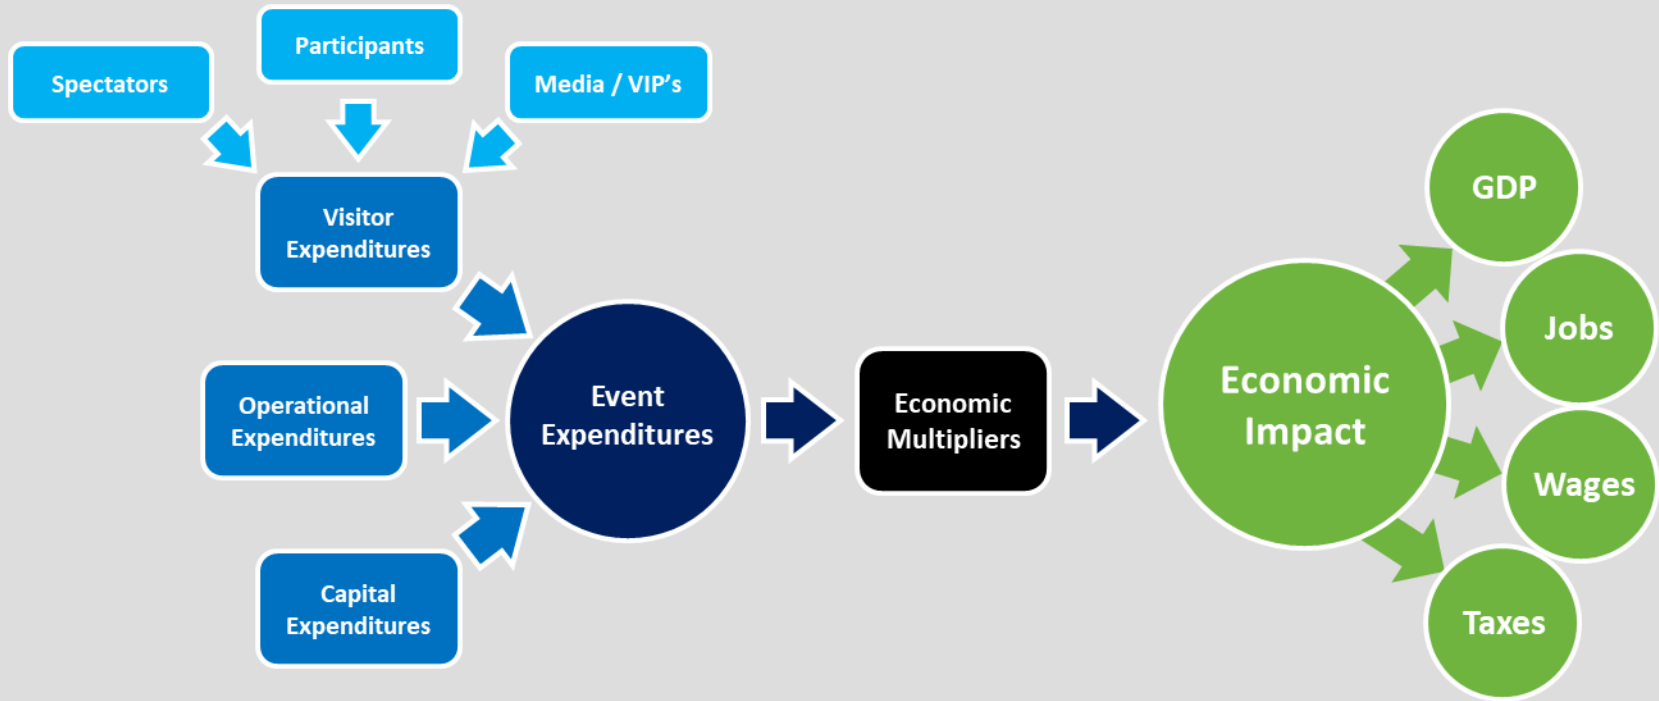 Spectators
Participants
Media / VIP's
Visitor
Expenditures
Operational
Expenditures
Capital
Expenditures
Event
Expenditures
Economic
Multipliers
Economic
Impact
GDP
Jobs
Wages
Taxes